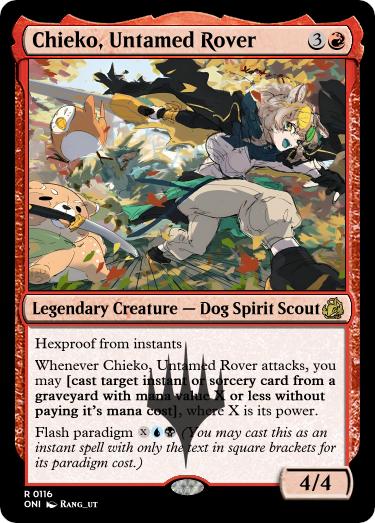 Chieko, Untamed Rover 3
Legendary Creature — Dog Spirit Scout
Hexproof from instants
Whenever Chieko, Untamed Rover attacks, you
may [cast target instant or sorcery card from a
graveyard with mana value X or less without
paying it's mana cost], where X is its power.
Flash paradigm X (You may cast this as an
instant spell with only the text in square brackets for
its paradigm cost.)
4/4
R 0116
ONI RANG_UT